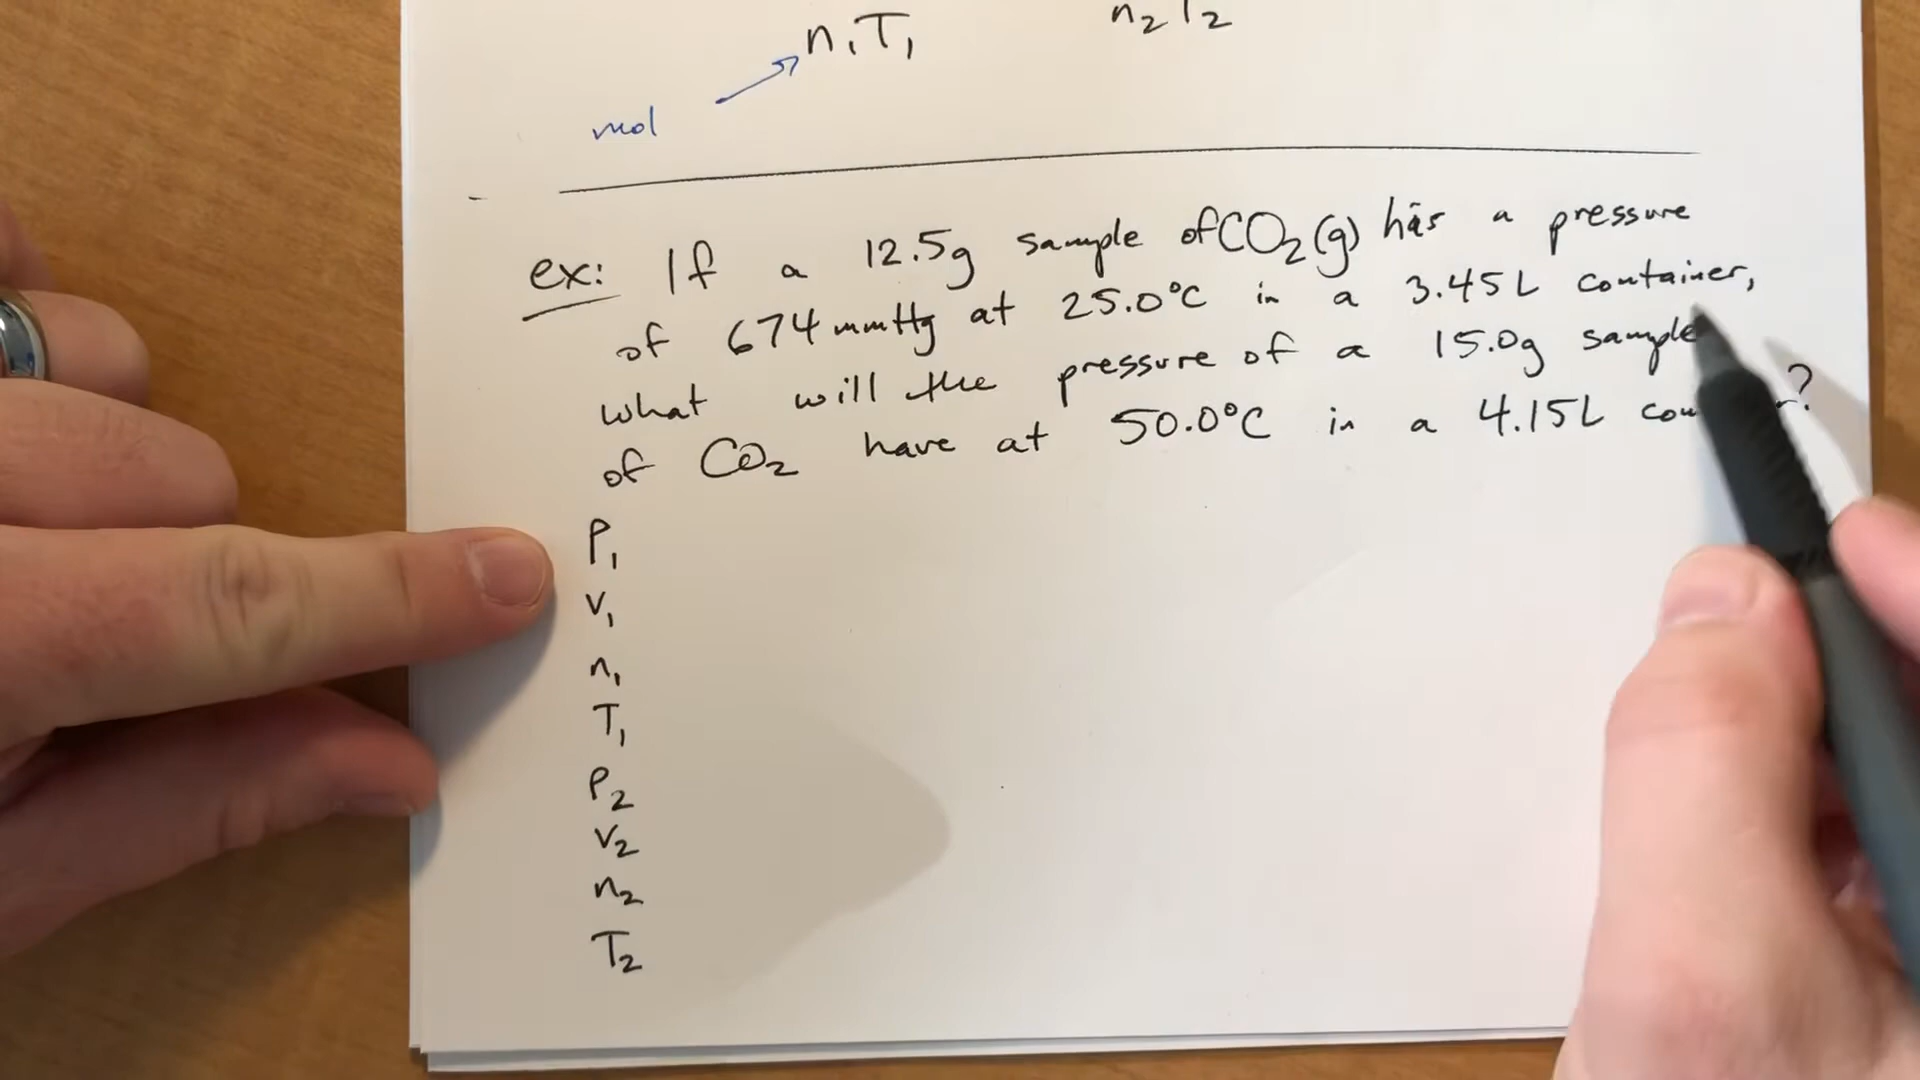 n₁T₁ n₂T₂
mol
ex: If a 12.5g sample of CO₂(g) has a pressure
of 674mmHg at 25.0°C in a 3.45L container,
what will the pressure of a 15.0g sample
of CO₂ have at 50.0°C in a 4.15L ?
P₁
V₁
n₁
T₁
P₂
V₂
n₂
T₂